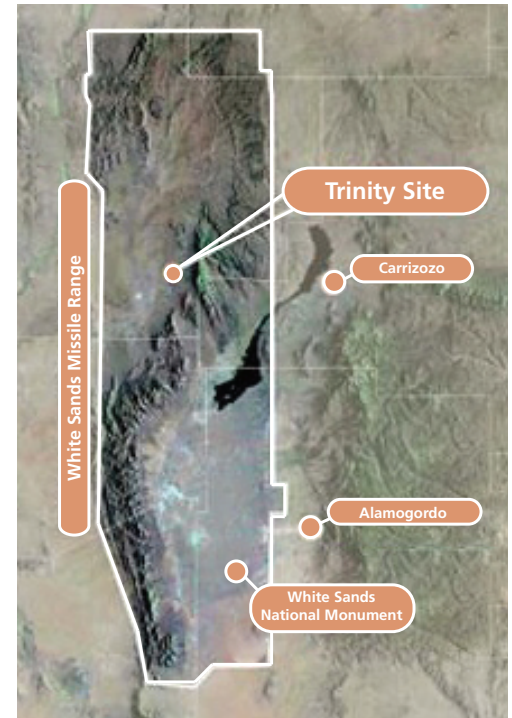 Trinity Site
Carrizozo
White Sands Missile Range
Alamogordo
White Sands
National Monument